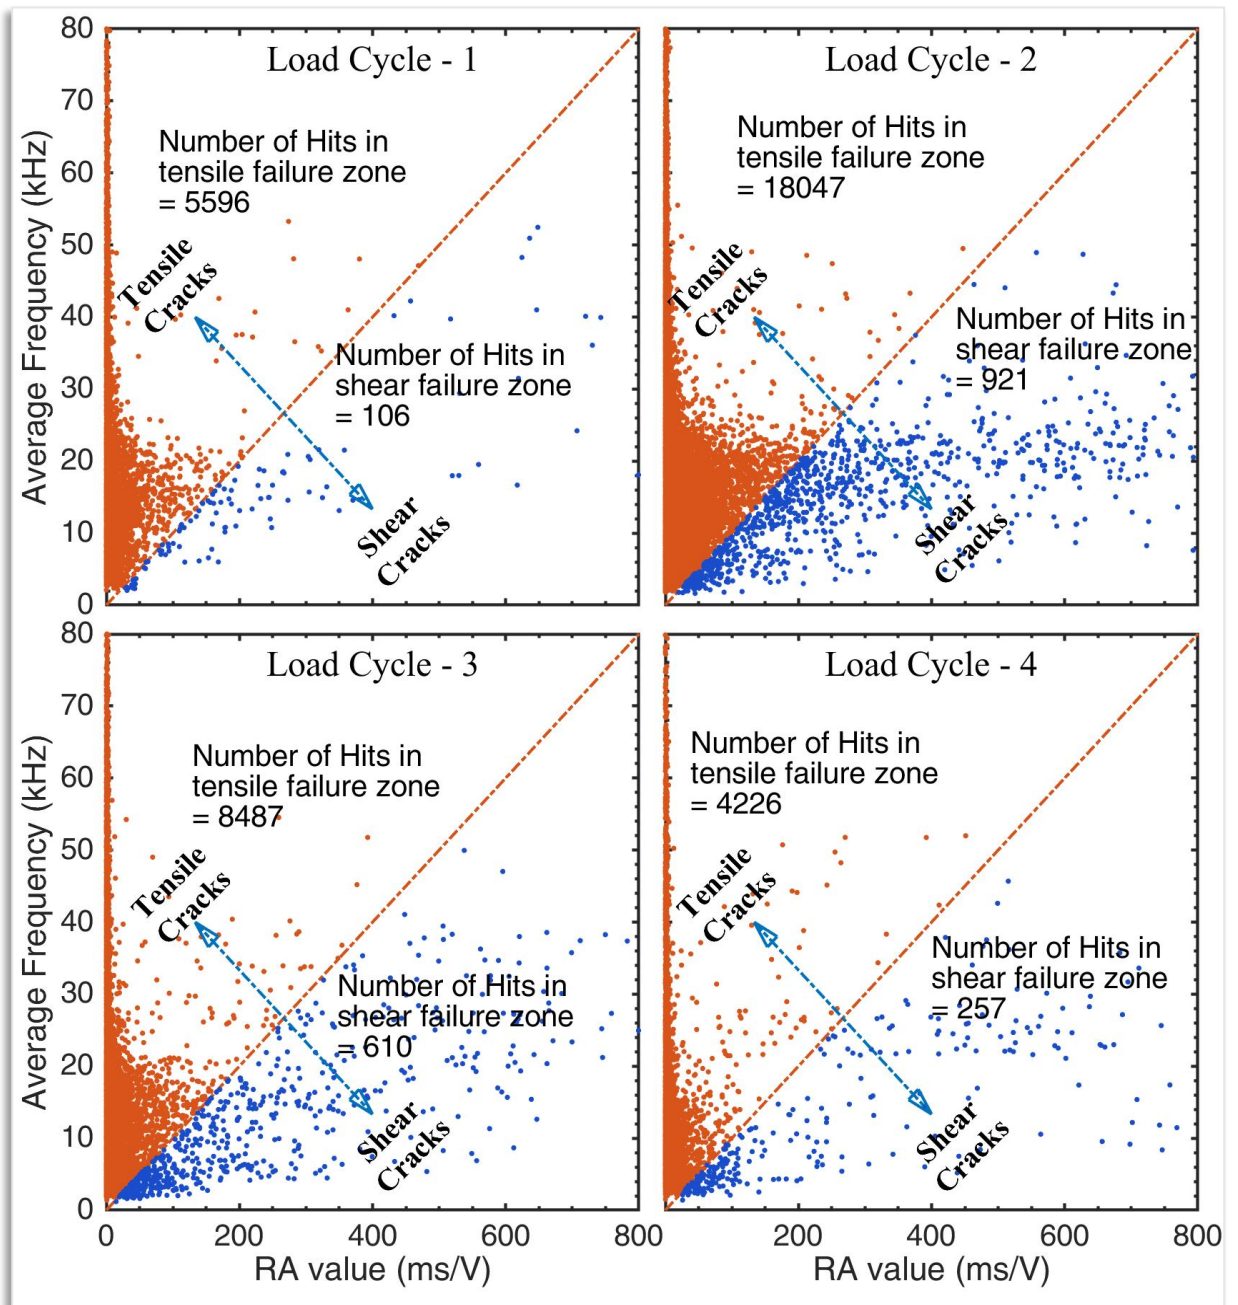 80
70
60
50
40
30
20
10
0
Average Frequency (kHz)
Load Cycle - 1
Number of Hits in
tensile failure zone
= 5596
Tensile
Cracks
Number of Hits in
shear failure zone
= 106
Shear
Cracks
Load Cycle - 2
Number of Hits in
tensile failure zone
= 18047
Tensile
Cracks
Number of Hits in
shear failure zone
= 921
Shear
Cracks
80
70
60
50
40
30
20
10
0
Average Frequency (kHz)
Load Cycle - 3
Number of Hits in
tensile failure zone
= 8487
Tensile
Cracks
Number of Hits in
shear failure zone
= 610
Shear
Cracks
0 200 400 600 800
RA value (ms/V)
Load Cycle - 4
Number of Hits in
tensile failure zone
= 4226
Tensile
Cracks
Number of Hits in
shear failure zone
= 257
Shear
Cracks
200 400 600 800
RA value (ms/V)